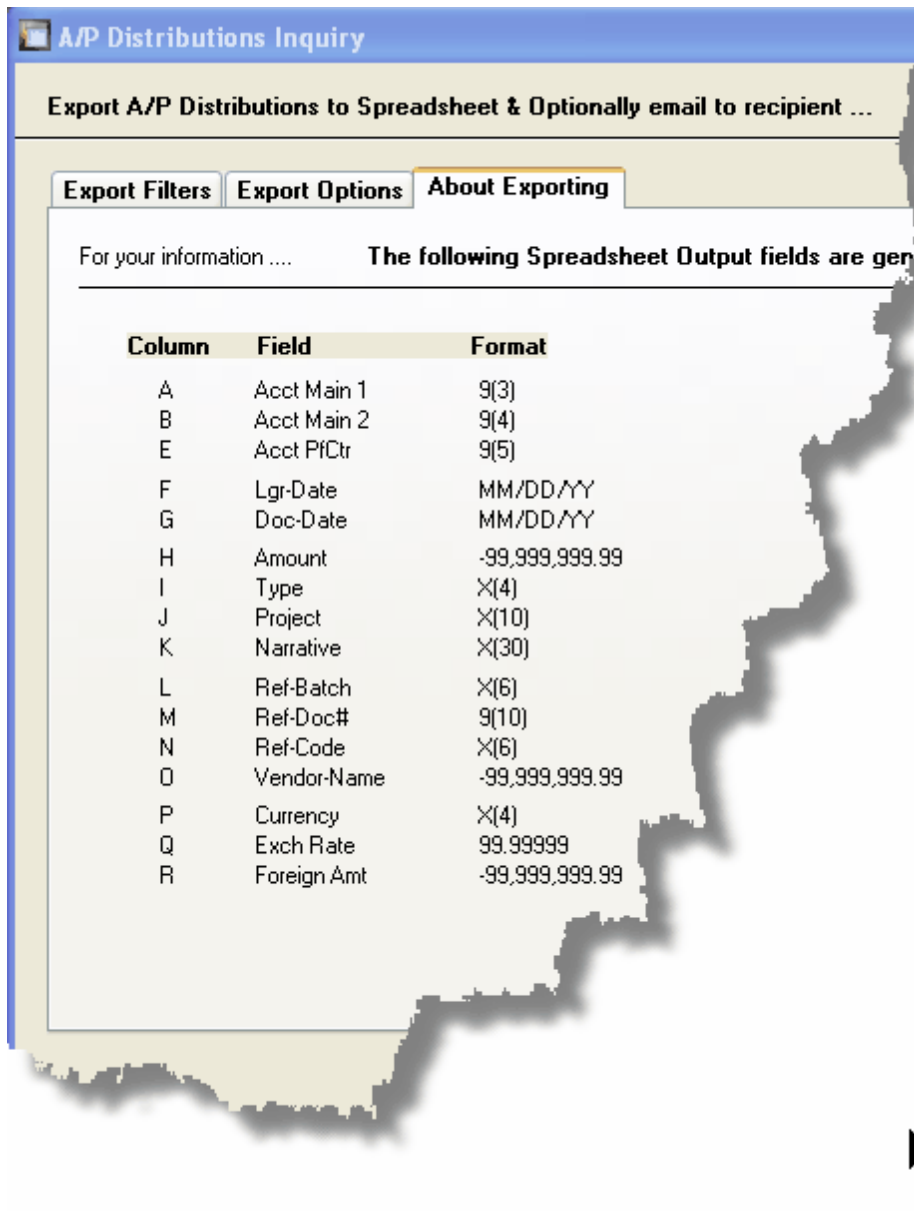 A/P Distributions Inquiry
Export A/P Distributions to Spreadsheet & Optionally email to recipient ...
Export Filters Export Options About Exporting
For your information .... The following Spreadsheet Output fields are gen
Column Field Format
A Acct Main 1 9(3)
B Acct Main 2 9(4)
E Acct PfCtr 9(5)
F Lgr-Date MM/DD/YY
G Doc-Date MM/DD/YY
H Amount -99,999,999.99
I Type X(4)
J Project X(10)
K Narrative X(30)
L Ref-Batch X(6)
M Ref-Doc# 9(10)
N Ref-Code X(6)
O Vendor-Name -99,999,999.99
P Currency X(4)
Q Exch Rate 99.99999
R Foreign Amt -99,999,999.99